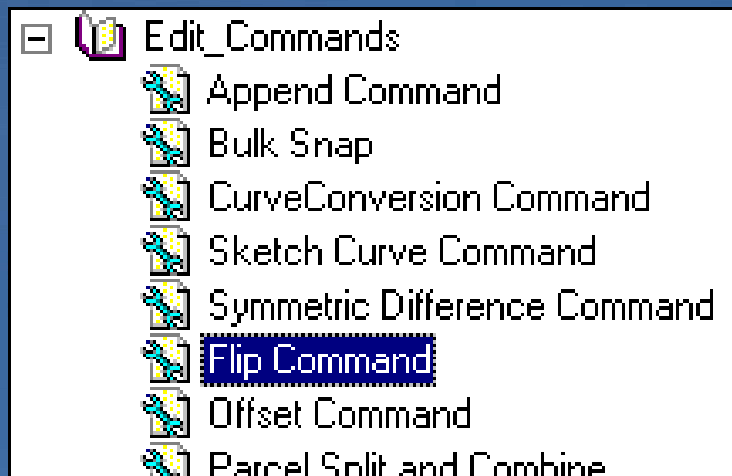 Edit_Commands
Append Command
Bulk Snap
CurveConversion Command
Sketch Curve Command
Symmetric Difference Command
Flip Command
Offset Command
Parcel Split and Combine